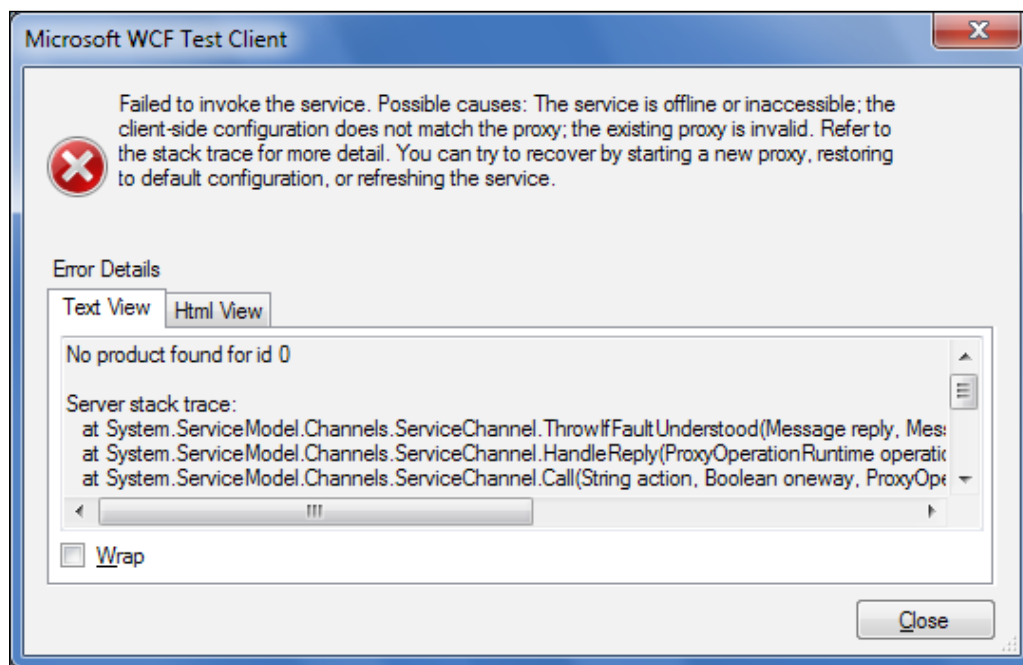 Microsoft WCF Test Client
Failed to invoke the service. Possible causes: The service is offline or inaccessible; the
client-side configuration does not match the proxy; the existing proxy is invalid. Refer to
the stack trace for more detail. You can try to recover by starting a new proxy, restoring
to default configuration, or refreshing the service.
Error Details
Text View Html View
No product found for id 0
Server stack trace:
at System.ServiceModel.Channels.ServiceChannel.ThrowIfFaultUnderstood(Message reply, Mess
at System.ServiceModel.Channels.ServiceChannel.HandleReply(ProxyOperationRuntime operatio
at System.ServiceModel.Channels.ServiceChannel.Call(String action, Boolean oneway, ProxyOpe
Wrap
Close